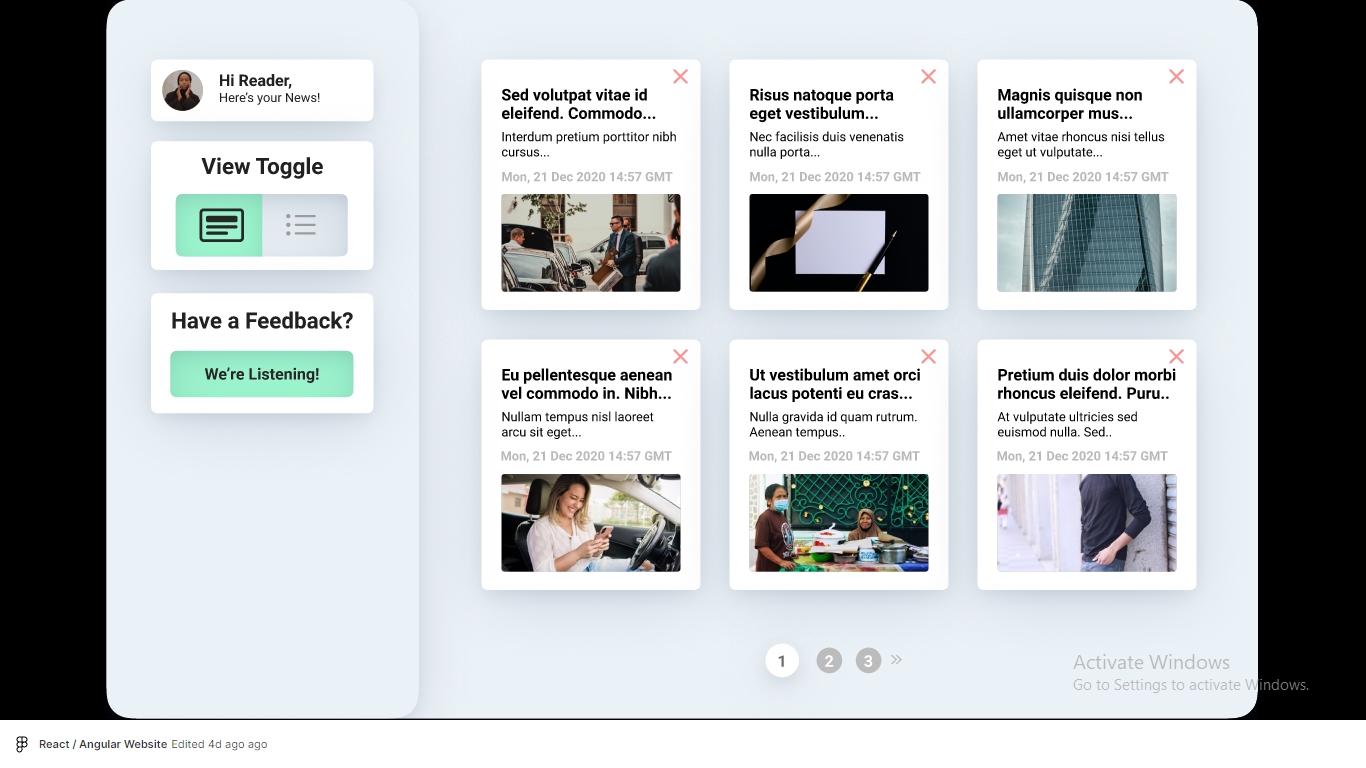 Hi Reader,
Here's your News!
View Toggle
Have a Feedback?
We're Listening!
Sed volutpat vitae id
eleifend. Commodo...
Interdum pretium porttitor nibh
cursus...
Mon, 21 Dec 2020 14:57 GMT
Risus natoque porta
eget vestibulum...
Nec facilisis duis venenatis
nulla porta...
Mon, 21 Dec 2020 14:57 GMT
Magnis quisque non
ullamcorper mus...
Amet vitae rhoncus nisi tellus
eget ut vulputate...
Mon, 21 Dec 2020 14:57 GMT
Eu pellentesque aenean
vel commodo in. Nibh...
Nullam tempus nisl laoreet
arcu sit eget...
Mon, 21 Dec 2020 14:57 GMT
Ut vestibulum amet orci
lacus potenti eu cras...
Nulla gravida id quam rutrum.
Aenean tempus..
Mon, 21 Dec 2020 14:57 GMT
Pretium duis dolor morbi
rhoncus eleifend. Puru..
At vulputate ultricies sed
euismod nulla. Sed..
Mon, 21 Dec 2020 14:57 GMT
1 2 3 »
Activate Windows
Go to Settings to activate Windows.
React / Angular Website Edited 4d ago ago